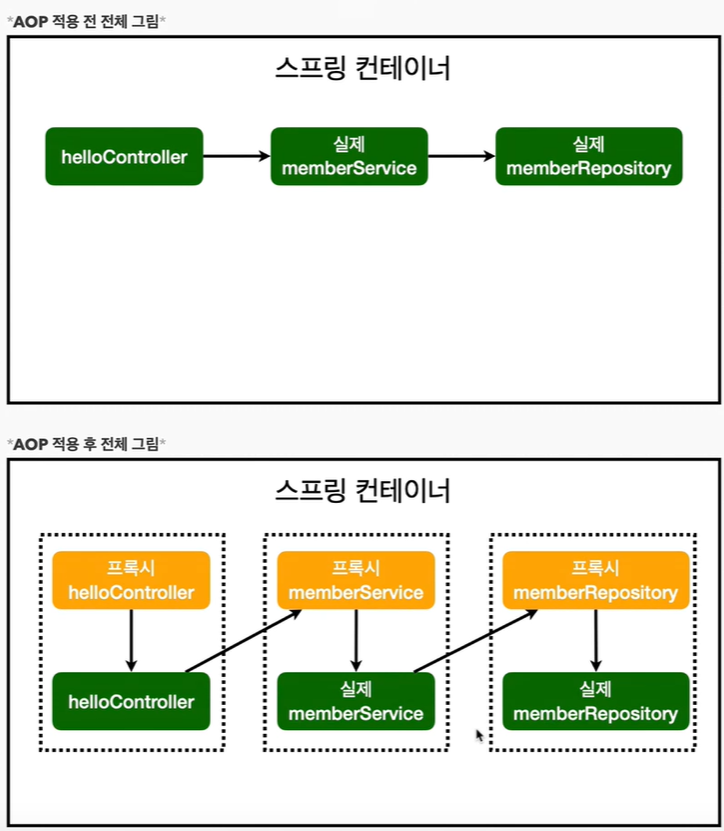 *AOP 적용 전 전체 그림*
스프링 컨테이너
helloController
실제
memberService
실제
memberRepository
*AOP 적용 후 전체 그림*
스프링 컨테이너
프록시
helloController
프록시
memberService
프록시
memberRepository
helloController
실제
memberService
실제
memberRepository